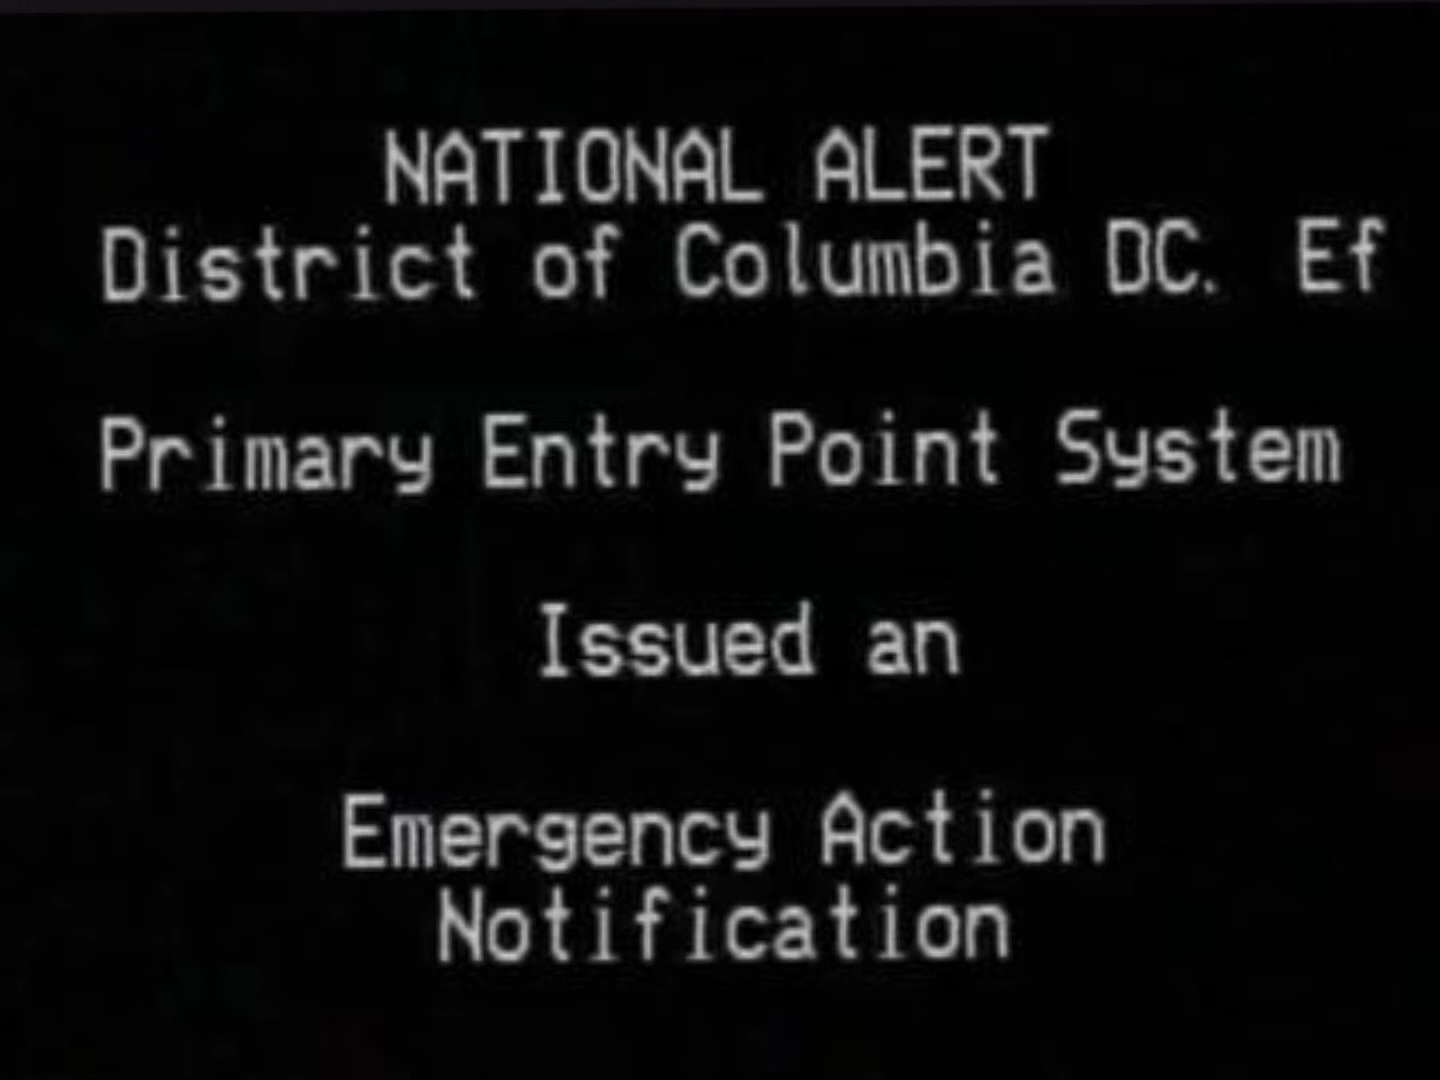 NATIONAL ALERT
District of Columbia DC. Ef
Primary Entry Point System
Issued an
Emergency Action
Notification